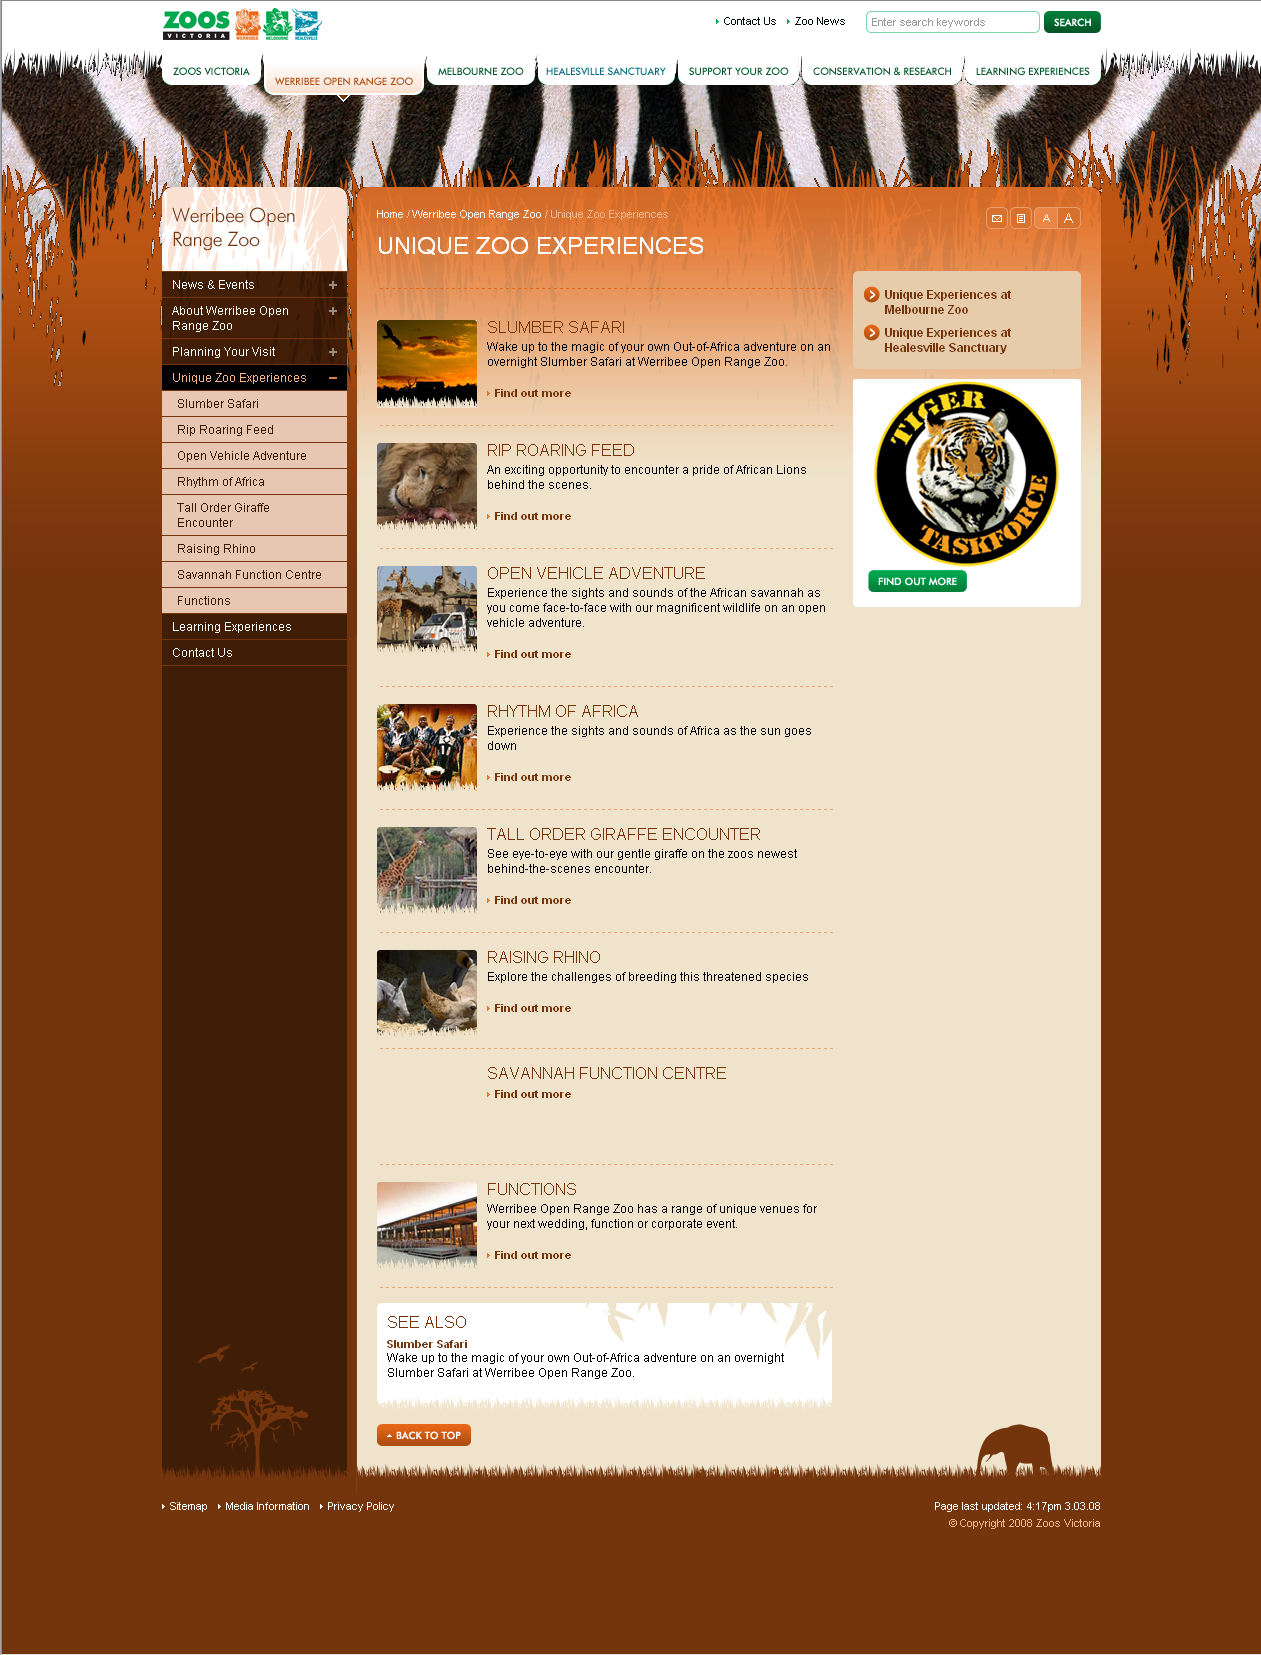 ZOOS
VICTORIA
WERRIBEE MELBOURNE HEALESVILLE
Contact Us
Zoo News
Enter search keywords
SEARCH
ZOOS VICTORIA
WERRIBEE OPEN RANGE ZOO
MELBOURNE ZOO
HEALESVILLE SANCTUARY
SUPPORT YOUR ZOO
CONSERVATION & RESEARCH
LEARNING EXPERIENCES
Werribee Open
Range Zoo
News & Events
About Werribee Open
Range Zoo
Planning Your Visit
Unique Zoo Experiences
Slumber Safari
Rip Roaring Feed
Open Vehicle Adventure
Rhythm of Africa
Tall Order Giraffe
Encounter
Raising Rhino
Savannah Function Centre
Functions
Learning Experiences
Contact Us
Home / Werribee Open Range Zoo / Unique Zoo Experiences
A A
UNIQUE ZOO EXPERIENCES
SLUMBER SAFARI
Wake up to the magic of your own Out-of-Africa adventure on an
overnight Slumber Safari at Werribee Open Range Zoo.
Find out more
RIP ROARING FEED
An exciting opportunity to encounter a pride of African Lions
behind the scenes.
Find out more
OPEN VEHICLE ADVENTURE
Experience the sights and sounds of the African savannah as
you come face-to-face with our magnificent wildlife on an open
vehicle adventure.
Find out more
RHYTHM OF AFRICA
Experience the sights and sounds of Africa as the sun goes
down
Find out more
TALL ORDER GIRAFFE ENCOUNTER
See eye-to-eye with our gentle giraffe on the zoos newest
behind-the-scenes encounter.
Find out more
RAISING RHINO
Explore the challenges of breeding this threatened species
Find out more
SAVANNAH FUNCTION CENTRE
Find out more
FUNCTIONS
Werribee Open Range Zoo has a range of unique venues for
your next wedding, function or corporate event.
Find out more
SEE ALSO
Slumber Safari
Wake up to the magic of your own Out-of-Africa adventure on an overnight
Slumber Safari at Werribee Open Range Zoo.
BACK TO TOP
Unique Experiences at
Melbourne Zoo
Unique Experiences at
Healesville Sanctuary
TIGER
TASKFORCE
FIND OUT MORE
Sitemap
Media Information
Privacy Policy
Page last updated: 4:17pm 3.03.08
© Copyright 2008 Zoos Victoria